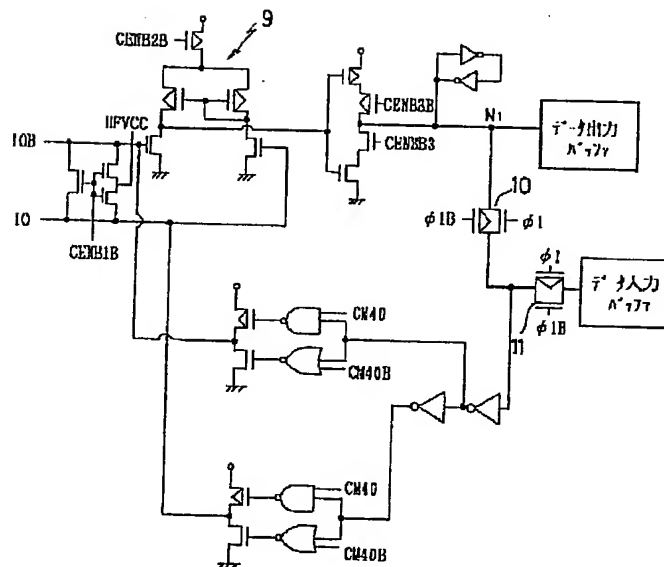 9
CENB2B
HFVCC
IOB
IO
CENB1B
CENB3B
CENB3
N1
データ出力
バッファ
10
φ1B
φ1
φ1
データ入力
バッファ
φ1B
11
CM40
CM40B
CM40
CM40B